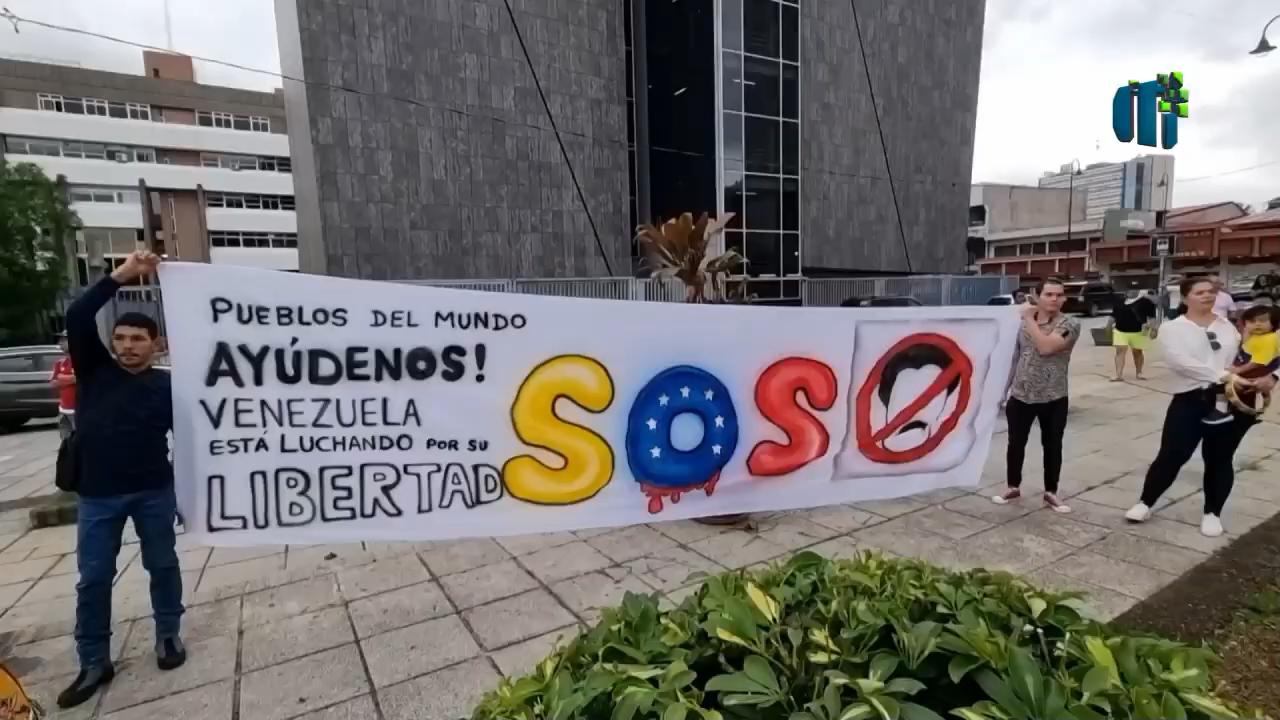 PUEBLOS DEL MUNDO
AYÚDENOS!
VENEZUELA
ESTÁ LUCHANDO POR SU
LIBERTAD
SOS